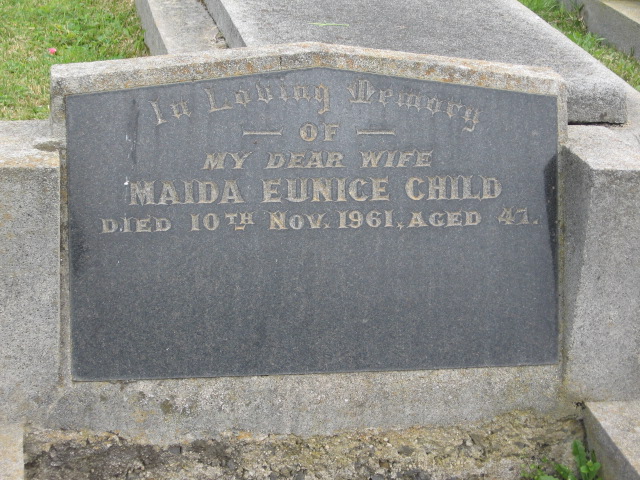 In Loving Memory
OF
MY DEAR WIFE
MAIDA EUNICE CHILD
DIED 10TH NOV. 1961, AGED 47.